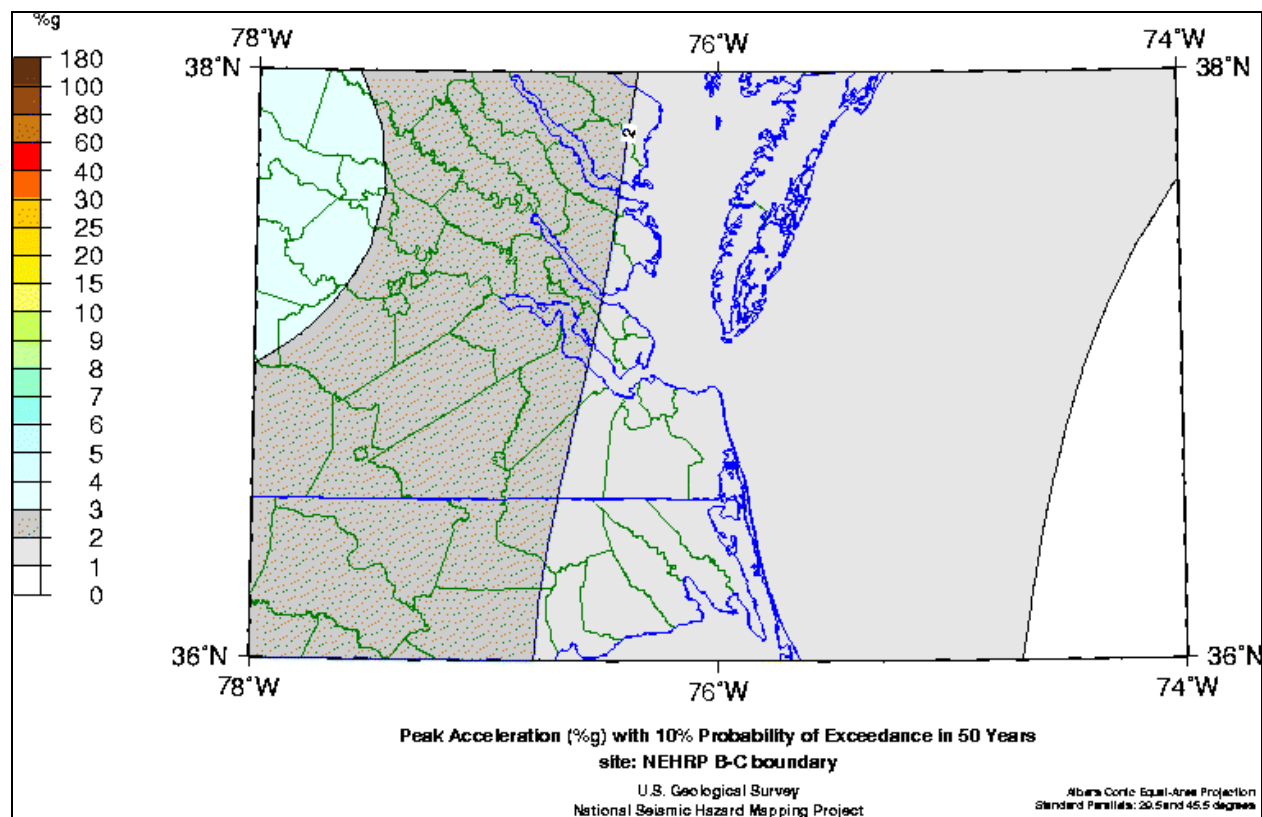 %g
78°W
76°W
74°W
38°N
38°N
180
100
80
60
40
30
25
20
15
10
9
8
7
6
5
4
3
2
1
0
2
36°N
36°N
78°W
76°W
74°W
Peak Acceleration (%g) with 10% Probability of Exceedance in 50 Years
site: NEHRP B-C boundary
U.S. Geological Survey
National Seismic Hazard Mapping Project
Albers Conic Equal-Area Projection
Standard Parallels: 29.5 and 45.5 degrees